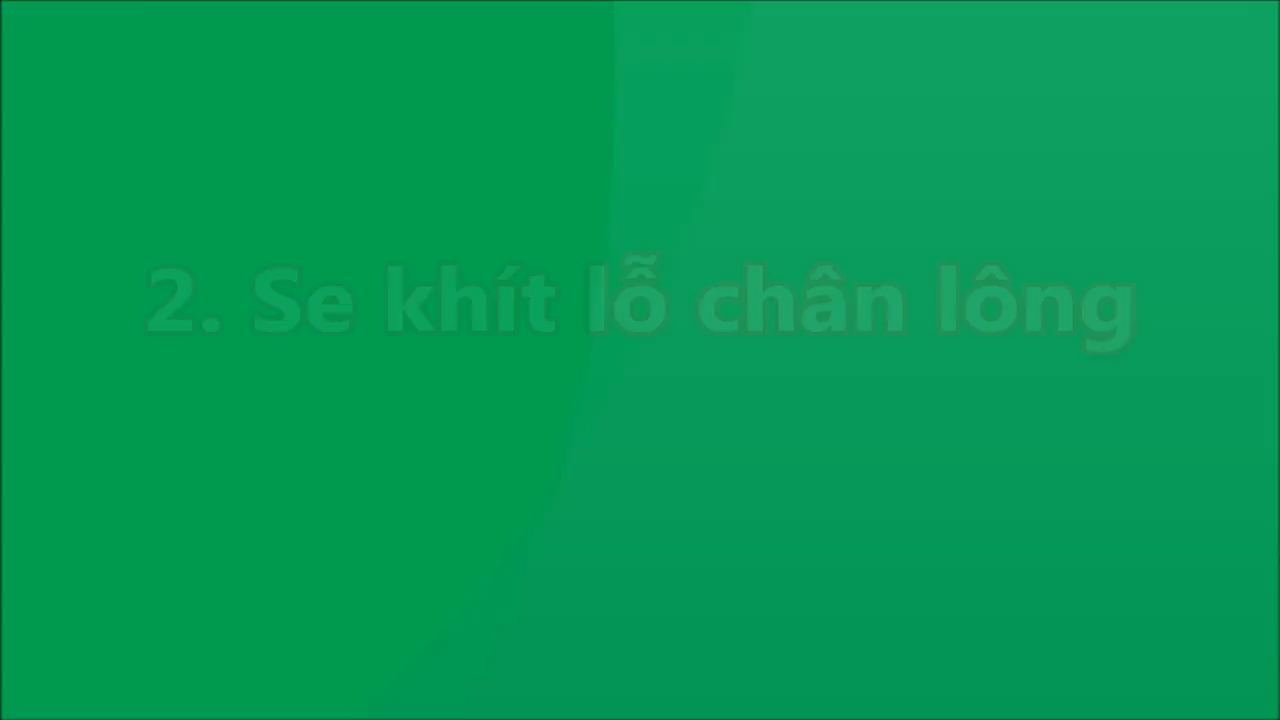 2. Se khít lỗ chân lông